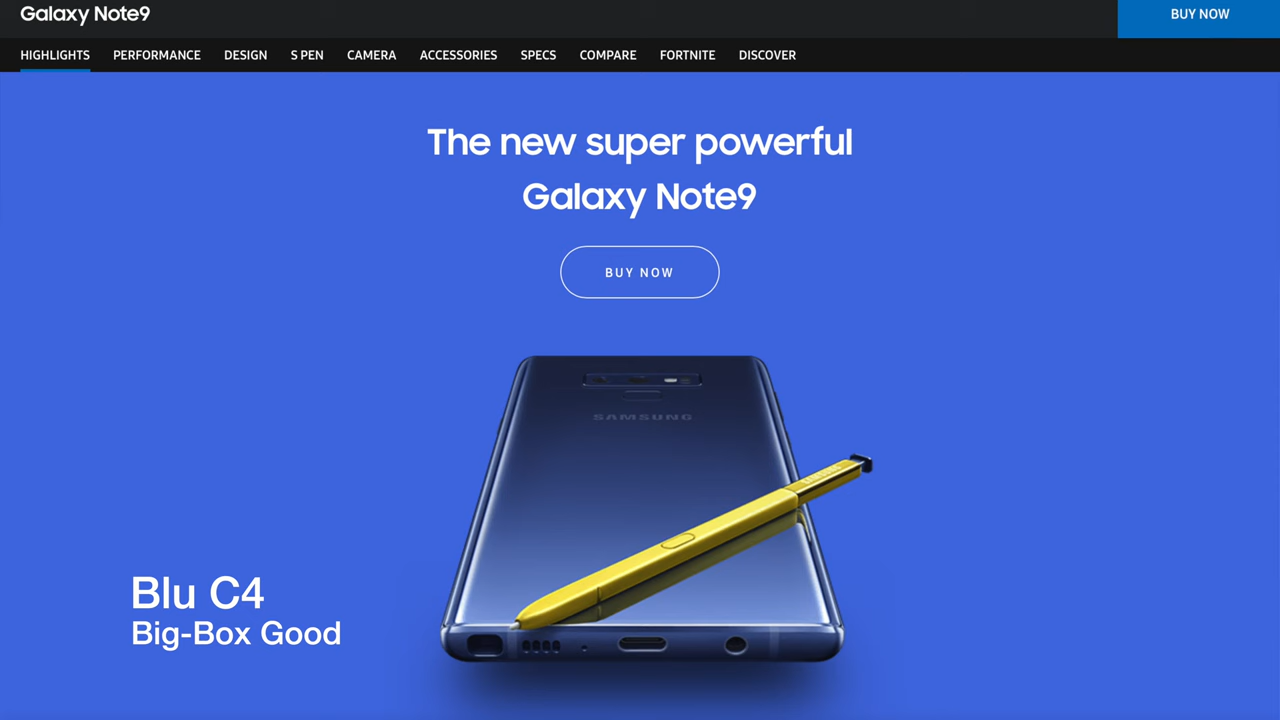 Galaxy Note9
BUY NOW
HIGHLIGHTS PERFORMANCE DESIGN S PEN CAMERA ACCESSORIES SPECS COMPARE FORTNITE DISCOVER
The new super powerful
Galaxy Note9
BUY NOW
SAMSUNG
Blu C4
Big-Box Good